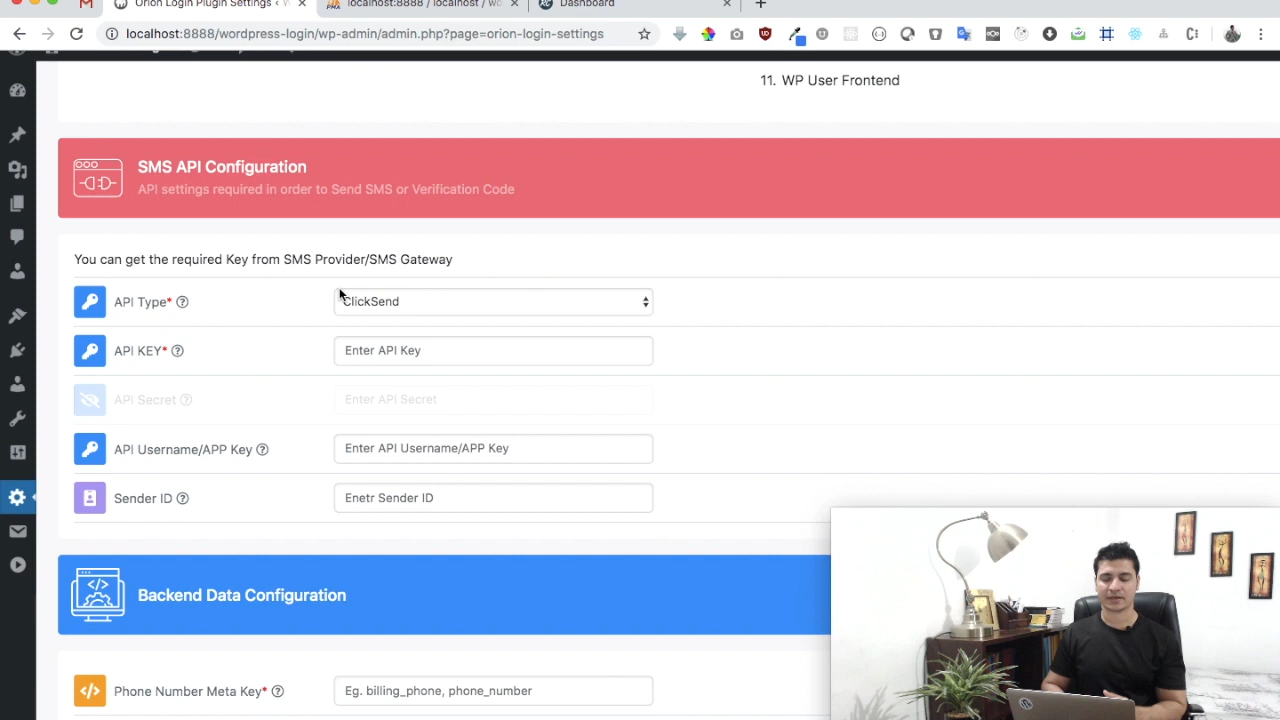 Orion Login Plugin Settings ‹
localhost:8888 / localhost / wo
Dashboard
localhost:8888/wordpress-login/wp-admin/admin.php?page=orion-login-settings
11. WP User Frontend
SMS API Configuration
API settings required in order to Send SMS or Verification Code
You can get the required Key from SMS Provider/SMS Gateway
API Type*
ClickSend
API KEY*
Enter API Key
API Secret
Enter API Secret
API Username/APP Key
Enter API Username/APP Key
Sender ID
Enetr Sender ID
Backend Data Configuration
Phone Number Meta Key*
Eg. billing_phone, phone_number